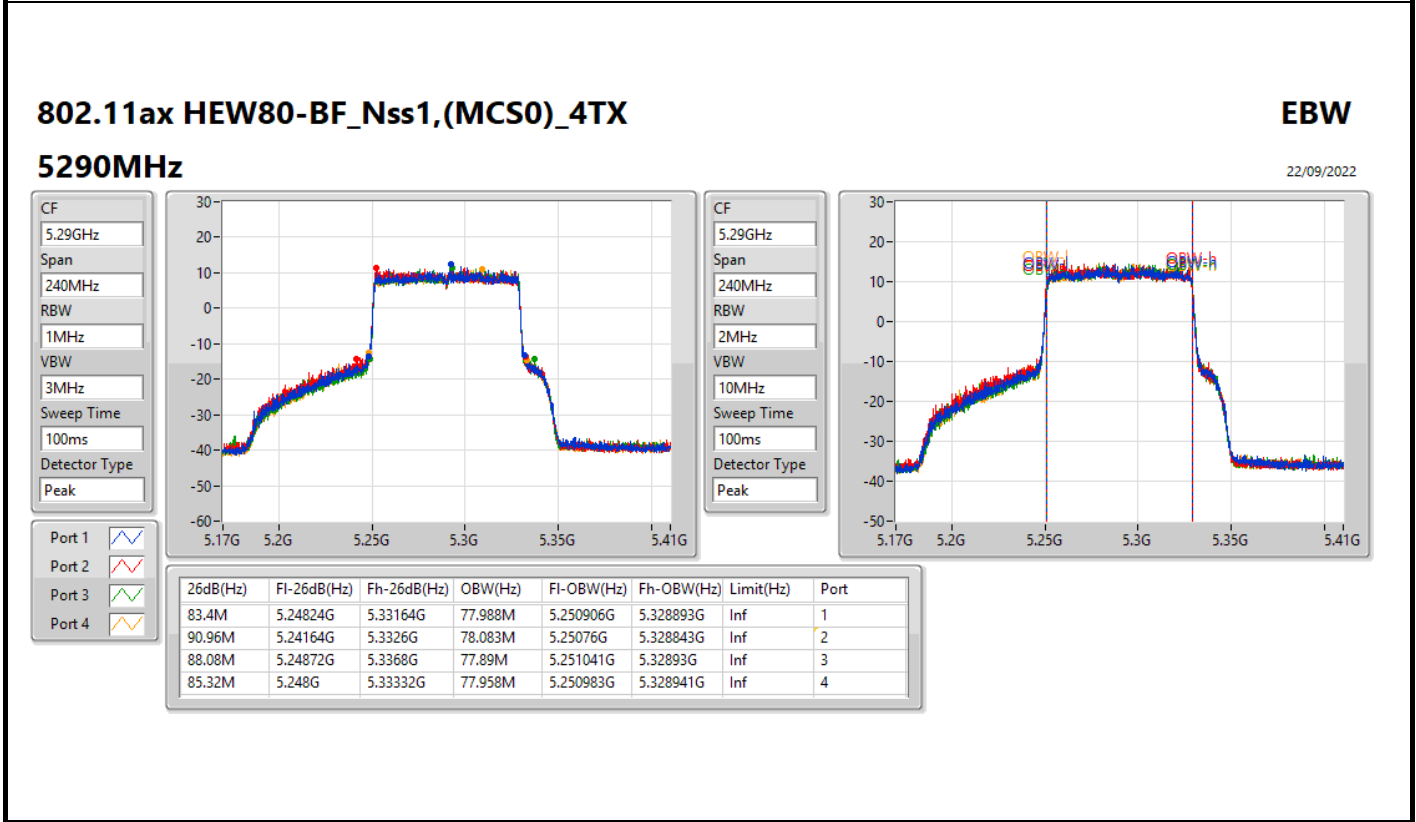 802.11ax HEW80-BF_Nss1,(MCS0)_4TX
EBW
5290MHz
22/09/2022
CF
5.29GHz
Span
240MHz
RBW
1MHz
VBW
3MHz
Sweep Time
100ms
Detector Type
Peak
30
20
10
0
-10
-20
-30
-40
-50
-60
5.17G 5.2G 5.25G 5.3G 5.35G 5.41G
CF
5.29GHz
Span
240MHz
RBW
2MHz
VBW
10MHz
Sweep Time
100ms
Detector Type
Peak
30
20
10
0
-10
-20
-30
-40
-50
OBW-l OBW-h
5.17G 5.2G 5.25G 5.3G 5.35G 5.41G
Port 1
Port 2
Port 3
Port 4
26dB(Hz) Fl-26dB(Hz) Fh-26dB(Hz) OBW(Hz) Fl-OBW(Hz) Fh-OBW(Hz) Limit(Hz) Port
83.4M 5.24824G 5.33164G 77.988M 5.250906G 5.328893G Inf 1
90.96M 5.24164G 5.3326G 78.083M 5.25076G 5.328843G Inf 2
88.08M 5.24872G 5.3368G 77.89M 5.251041G 5.32893G Inf 3
85.32M 5.248G 5.33332G 77.958M 5.250983G 5.328941G Inf 4